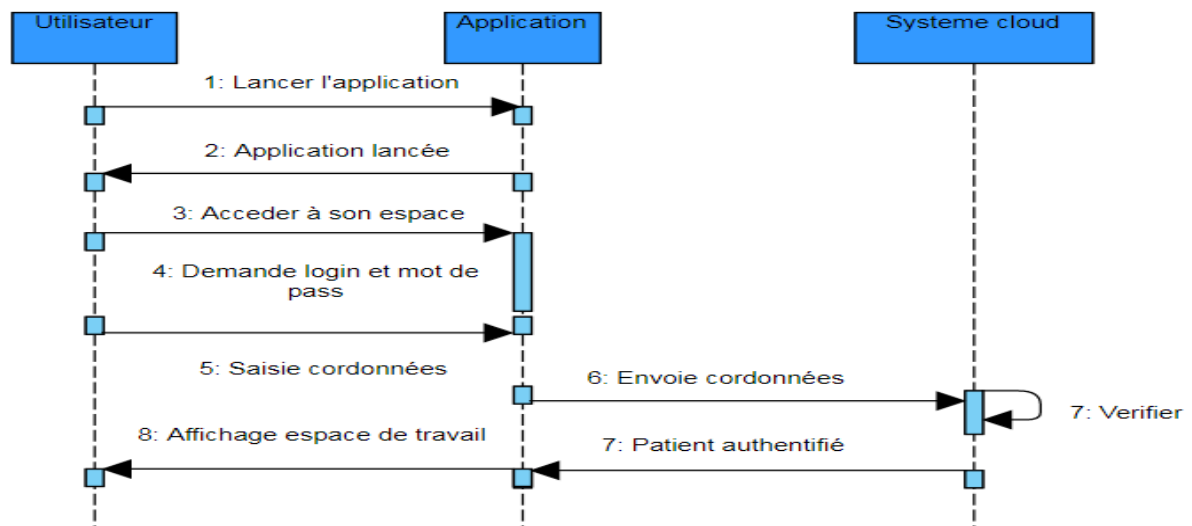 Utilisateur
Application
Systeme cloud
1: Lancer l'application
2: Application lancée
3: Acceder à son espace
4: Demande login et mot de
pass
5: Saisie cordonnées
6: Envoie cordonnées
7: Verifier
8: Affichage espace de travail
7: Patient authentifié